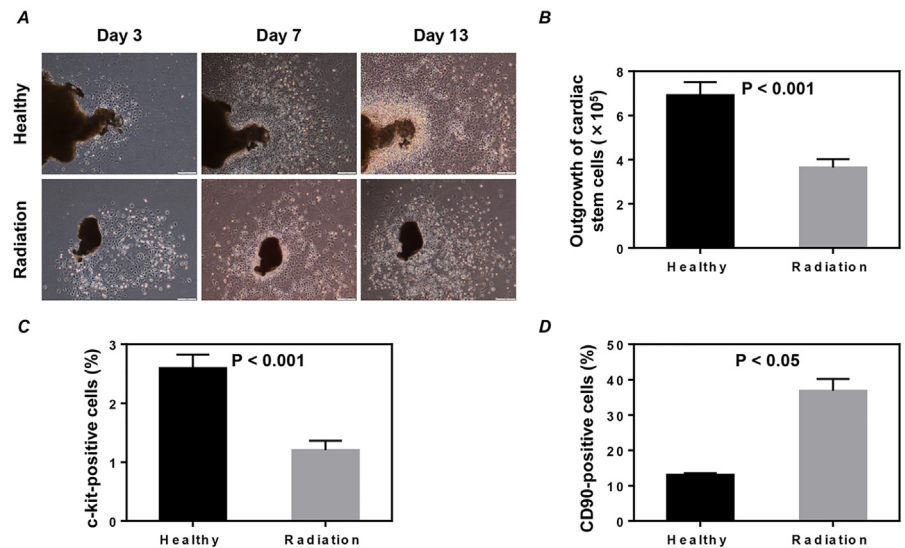 A
Day 3
Day 7
Day 13
Healthy
Radiation
B
Outgrowth of cardiac
stem cells (×10⁵)
8
6
4
2
0
P < 0.001
Healthy
Radiation
C
c-kit-positive cells (%)
3
2
1
0
P < 0.001
Healthy
Radiation
D
CD90-positive cells (%)
50
40
30
20
10
0
P < 0.05
Healthy
Radiation